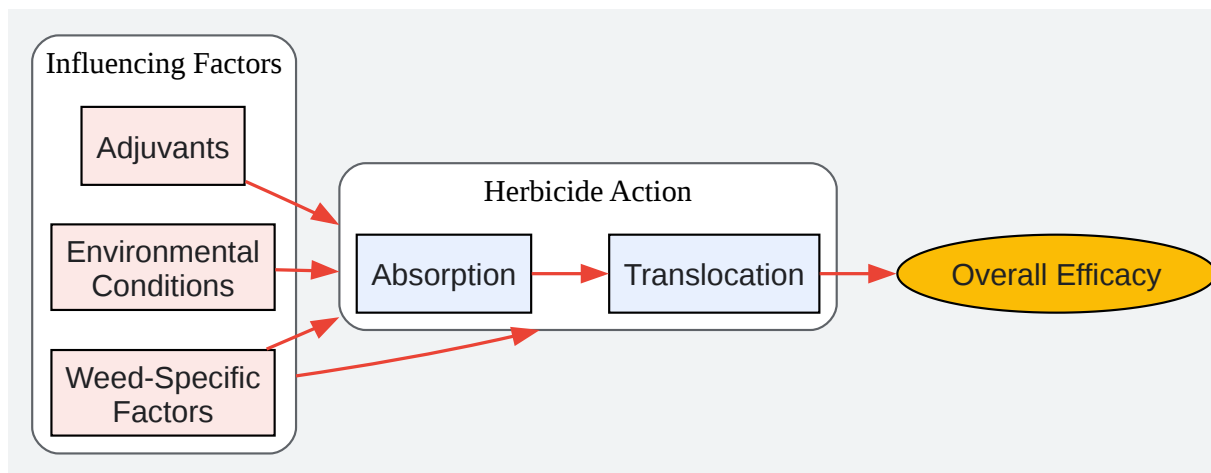 Influencing Factors
Adjuvants
Environmental
Conditions
Weed-Specific
Factors
Herbicide Action
Absorption
Translocation
Overall Efficacy